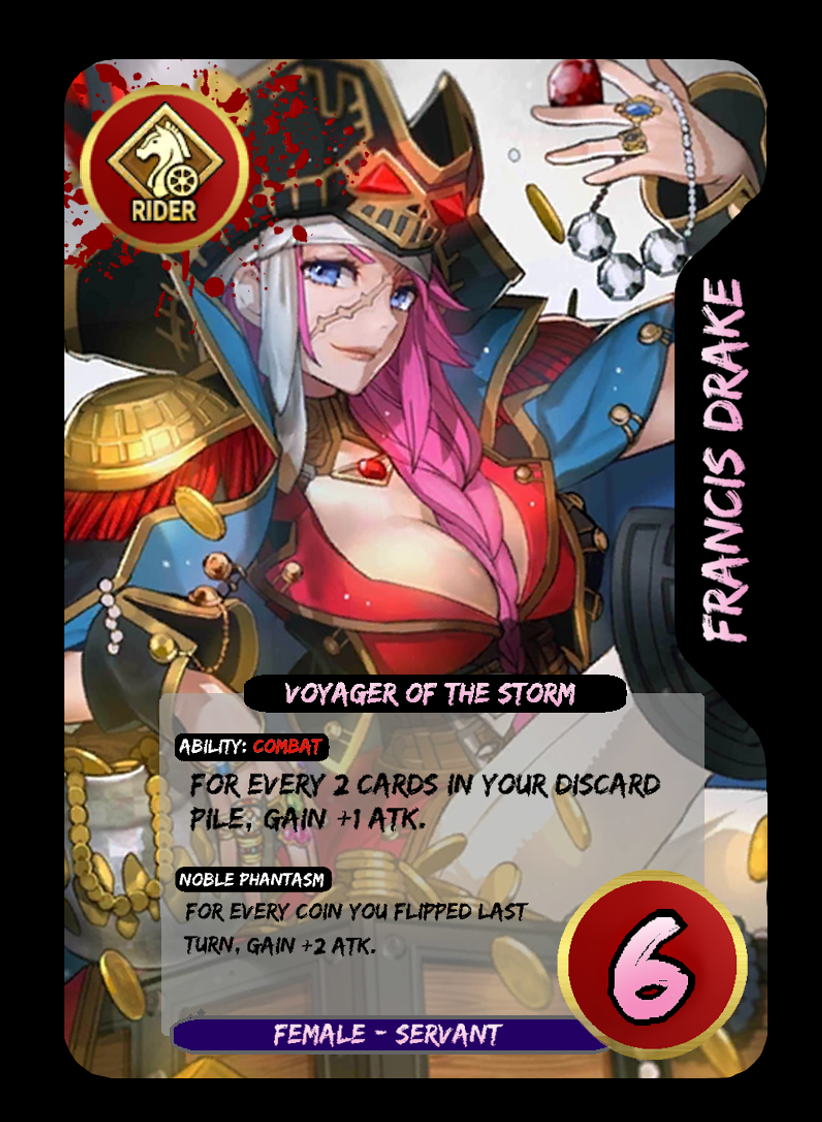 RIDER
FRANCIS DRAKE
VOYAGER OF THE STORM
ABILITY: COMBAT
FOR EVERY 2 CARDS IN YOUR DISCARD
PILE, GAIN +1 ATK.
NOBLE PHANTASM
FOR EVERY COIN YOU FLIPPED LAST
TURN, GAIN +2 ATK.
6
FEMALE - SERVANT